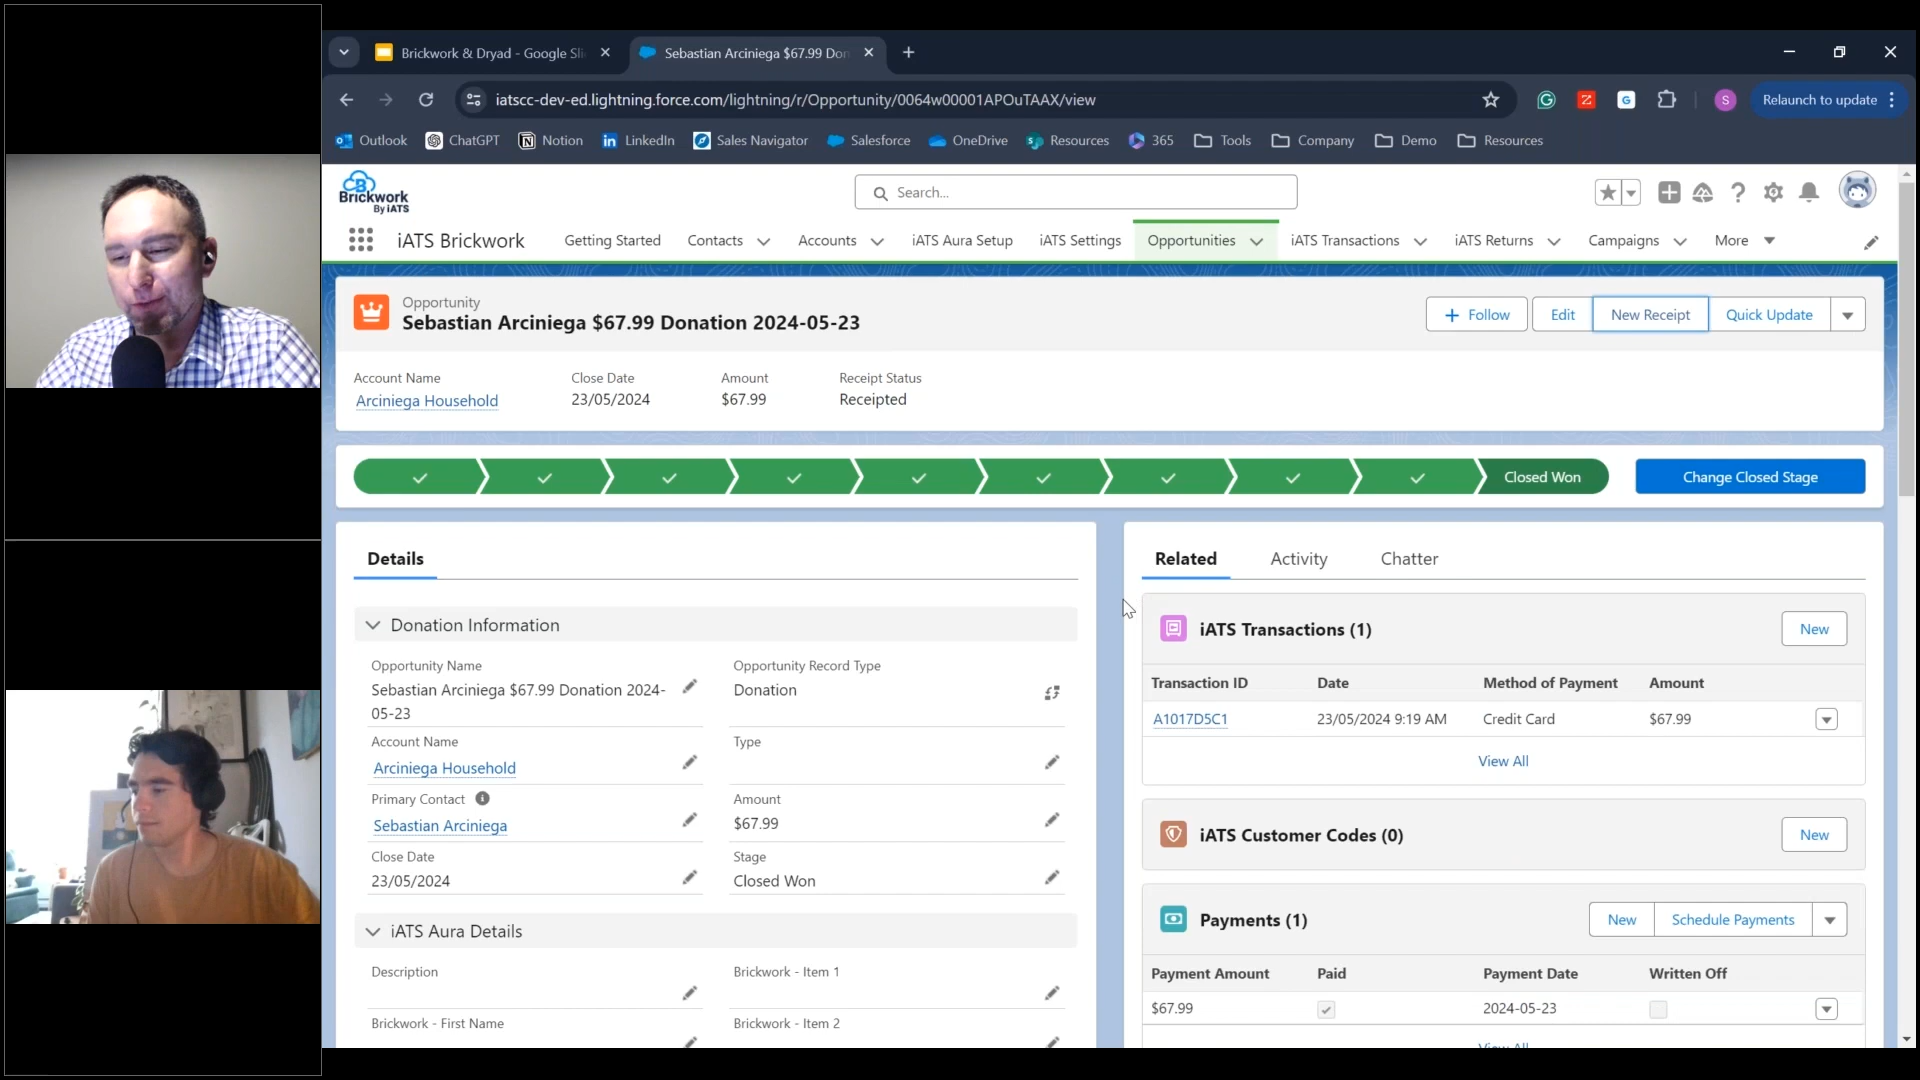 Brickwork & Dryad - Google Sli
Sebastian Arciniega $67.99 Don
iatscc-dev-ed.lightning.force.com/lightning/r/Opportunity/0064w00001APOuTAAX/view
S
Relaunch to update
Outlook
ChatGPT
Notion
LinkedIn
Sales Navigator
Salesforce
OneDrive
Resources
365
Tools
Company
Demo
Resources
Brickwork
By iATS
Search...
iATS Brickwork
Getting Started
Contacts
Accounts
iATS Aura Setup
iATS Settings
Opportunities
iATS Transactions
iATS Returns
Campaigns
More
Opportunity
Sebastian Arciniega $67.99 Donation 2024-05-23
+ Follow
Edit
New Receipt
Quick Update
Account Name
Close Date
Amount
Receipt Status
Arciniega Household
23/05/2024
$67.99
Receipted
Closed Won
Change Closed Stage
Details
Donation Information
Opportunity Name
Sebastian Arciniega $67.99 Donation 2024-
05-23
Opportunity Record Type
Donation
Account Name
Arciniega Household
Type
Primary Contact
Sebastian Arciniega
Amount
$67.99
Close Date
23/05/2024
Stage
Closed Won
iATS Aura Details
Description
Brickwork - Item 1
Brickwork - First Name
Brickwork - Item 2
Related
Activity
Chatter
iATS Transactions (1)
New
Transaction ID
Date
Method of Payment
Amount
A1017D5C1
23/05/2024 9:19 AM
Credit Card
$67.99
View All
iATS Customer Codes (0)
New
Payments (1)
New
Schedule Payments
Payment Amount
Paid
Payment Date
Written Off
$67.99
2024-05-23
View All